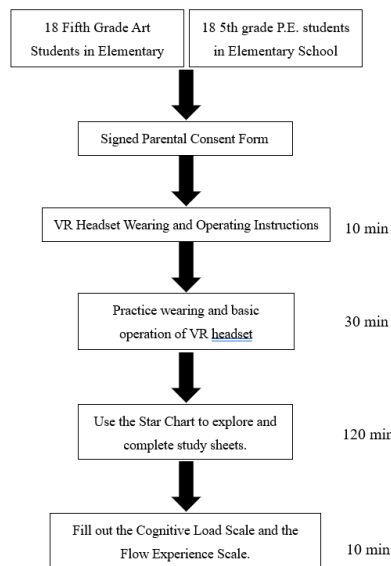 18 Fifth Grade Art
Students in Elementary
18 5th grade P.E. students
in Elementary School
Signed Parental Consent Form
VR Headset Wearing and Operating Instructions
10 min
Practice wearing and basic
operation of VR headset
30 min
Use the Star Chart to explore and
complete study sheets.
120 min
Fill out the Cognitive Load Scale and the
Flow Experience Scale.
10 min